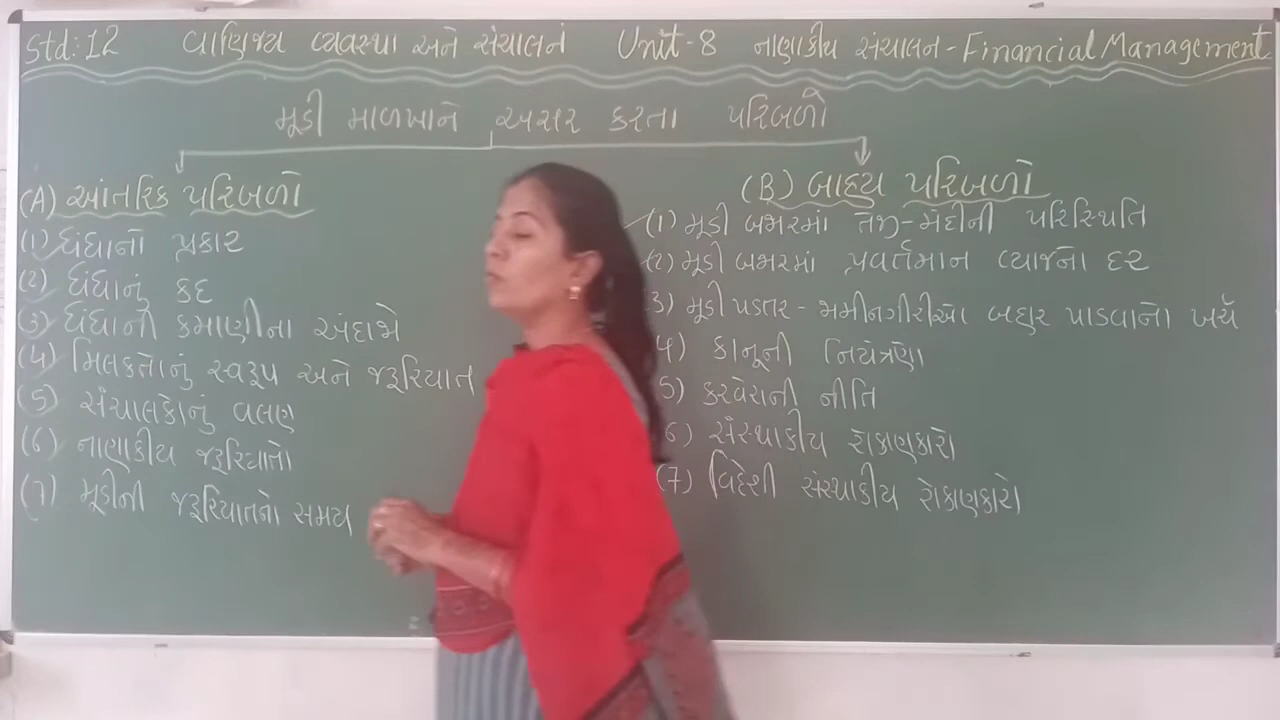 Std: 12 વાણિજ્ય વ્યવસ્થા અને સંચાલન Unit-8 નાણાકીય સંચાલન - Financial Management
મૂડી માળખાને અસર કરતા પરિબળો
(A) આંતરિક પરિબળો
(1) ધંધાનો પ્રકાર
(2) ધંધાનું કદ
(3) ધંધાની કમાણીના અંદાજો
(4) મિલકતોનું સ્વરૂપ અને જરૂરિયાત
(5) સંચાલકોનું વલણ
(6) નાણાકીય જરૂરિયાતો
(7) મૂડીની જરૂરિયાતનો સમય
(B) બાહ્ય પરિબળો
(1) મૂડી બજારમાં તેજી-મંદીની પરિસ્થિતિ
(2) મૂડી બજારમાં પ્રવર્તમાન વ્યાજનો દર
3) મૂડી પડતર - જામીનગીરીઓ બહાર પાડવાનો ખર્ચ
4) કાનૂની નિયંત્રણો
5) કરવેરાની નીતિ
6) સંસ્થાકીય રોકાણકારો
(7) વિદેશી સંસ્થાકીય રોકાણકારો